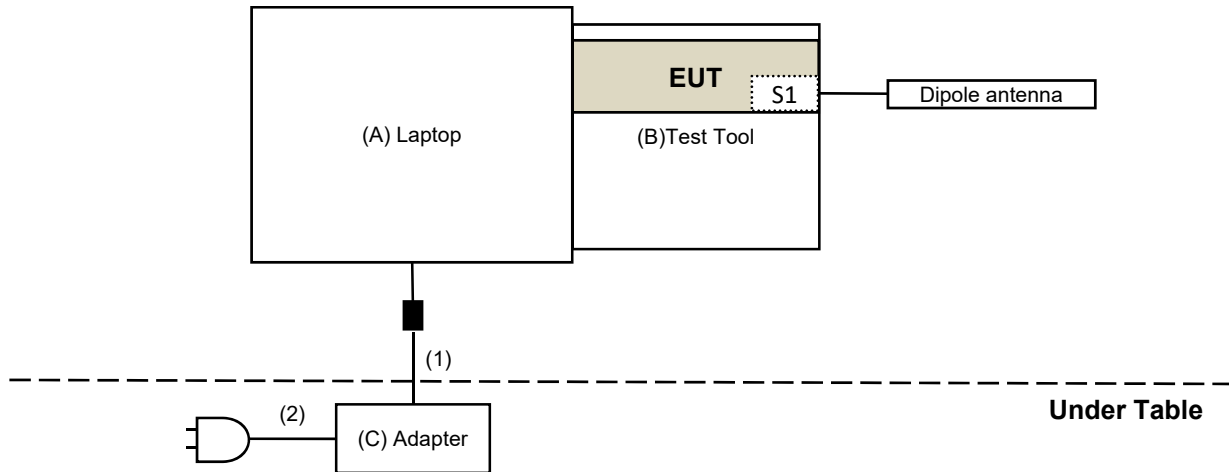 EUT
S1
Dipole antenna
(A) Laptop
(B)Test Tool
(1)
Under Table
(2)
(C) Adapter